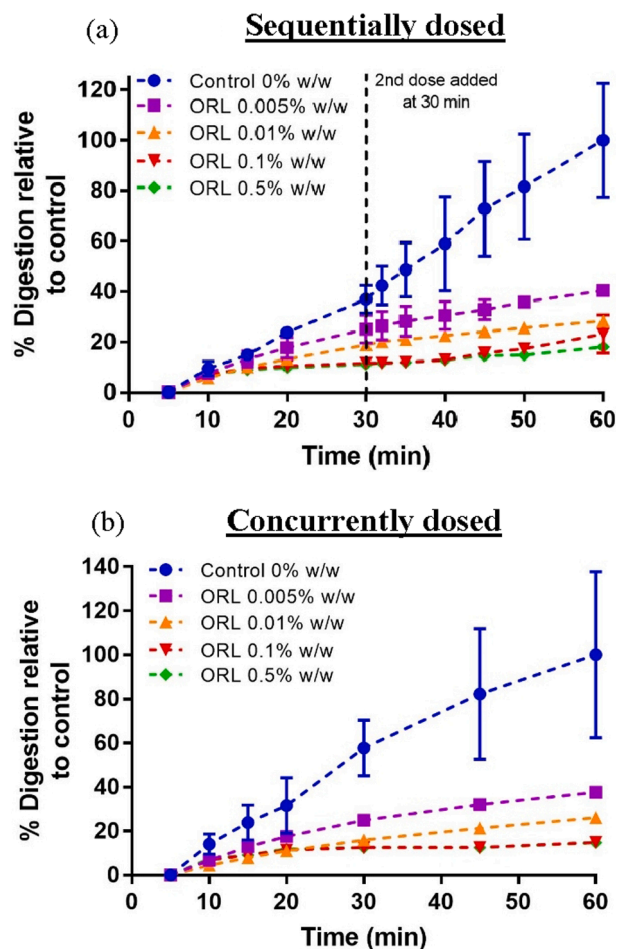 (a) Sequentially dosed
Control 0% w/w
ORL 0.005% w/w
ORL 0.01% w/w
ORL 0.1% w/w
ORL 0.5% w/w
2nd dose added
at 30 min
% Digestion relative
to control
120
100
80
60
40
20
0
0 10 20 30 40 50 60
Time (min)
(b) Concurrently dosed
Control 0% w/w
ORL 0.005% w/w
ORL 0.01% w/w
ORL 0.1% w/w
ORL 0.5% w/w
% Digestion relative
to control
140
120
100
80
60
40
20
0
0 10 20 30 40 50 60
Time (min)